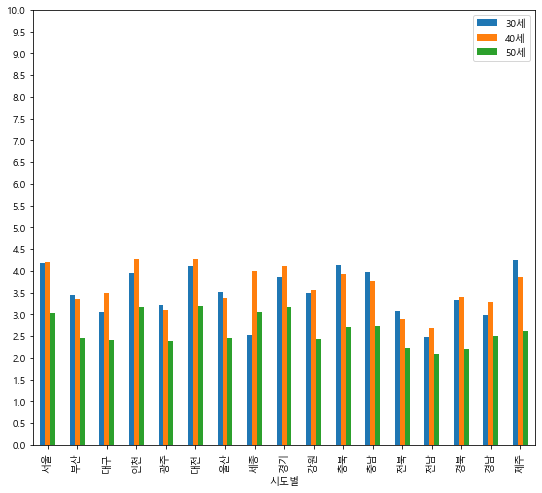 10.0
9.5
9.0
8.5
8.0
7.5
7.0
6.5
6.0
5.5
5.0
4.5
4.0
3.5
3.0
2.5
2.0
1.5
1.0
0.5
0.0
30세
40세
50세
서울
부산
대구
인천
광주
대전
울산
세종
경기
강원
충북
충남
전북
전남
경북
경남
제주
시도별